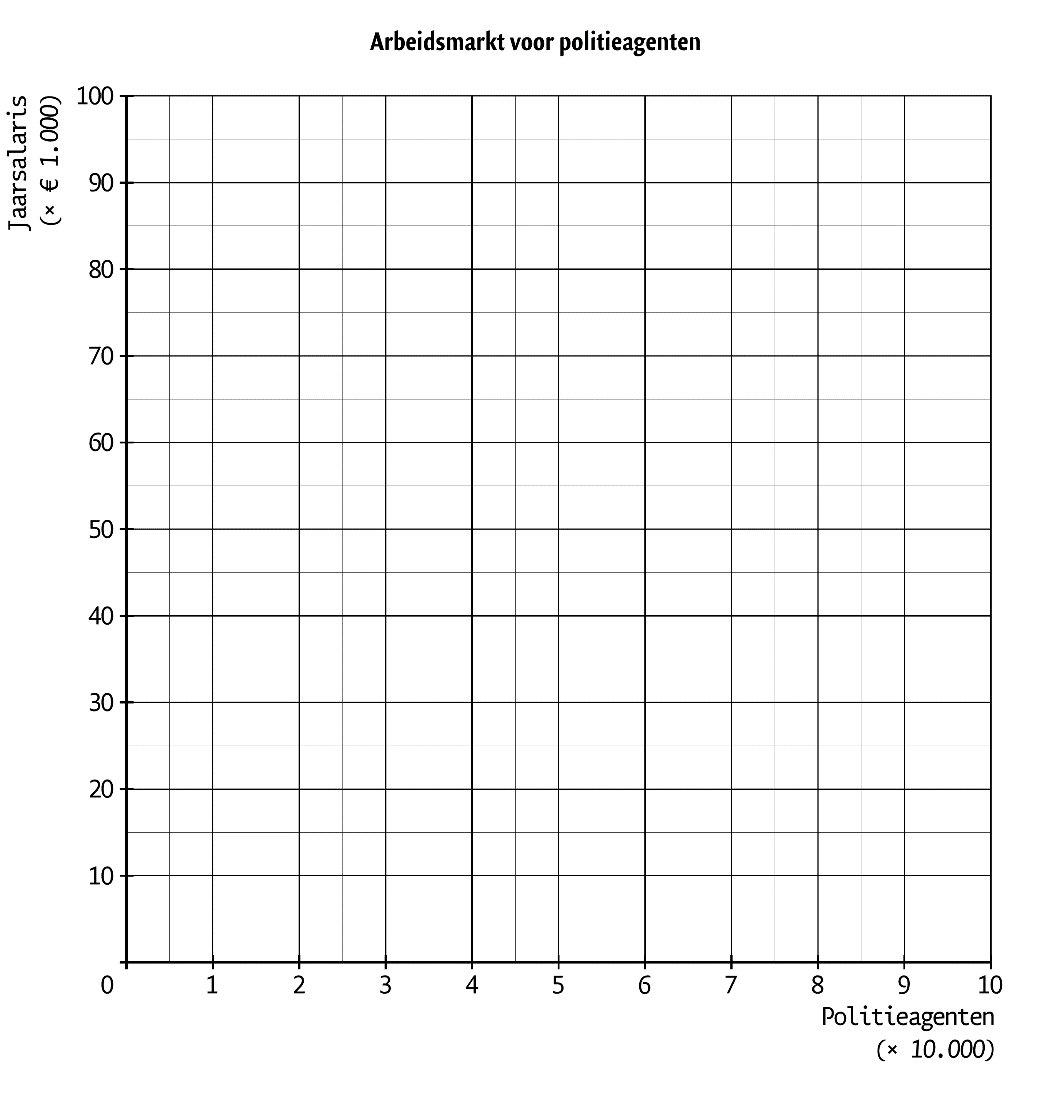 Arbeidsmarkt voor politieagenten
Jaarsalaris
(× € 1.000)
100
90
80
70
60
50
40
30
20
10
0 1 2 3 4 5 6 7 8 9 10
Politieagenten
(× 10.000)